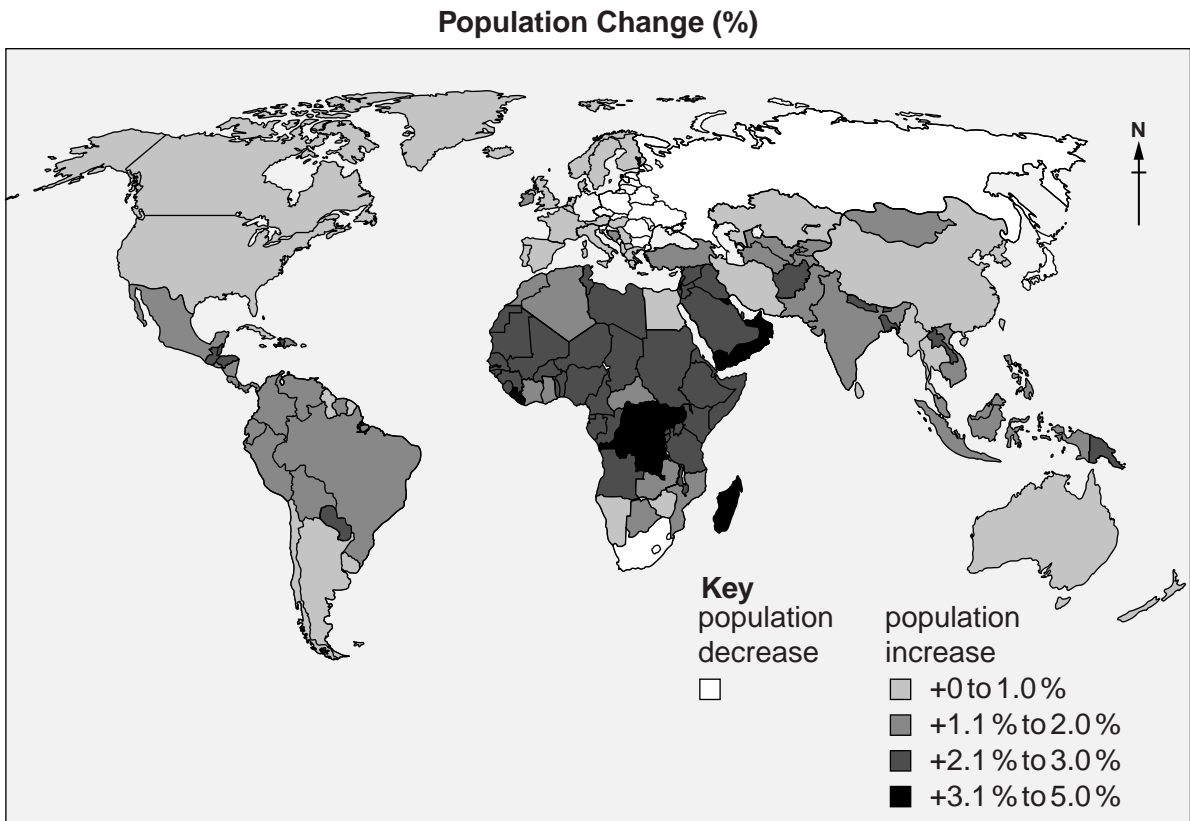 Population Change (%)
N
Key
population
decrease
population
increase
+0 to 1.0 %
+1.1 % to 2.0 %
+2.1 % to 3.0 %
+3.1 % to 5.0 %